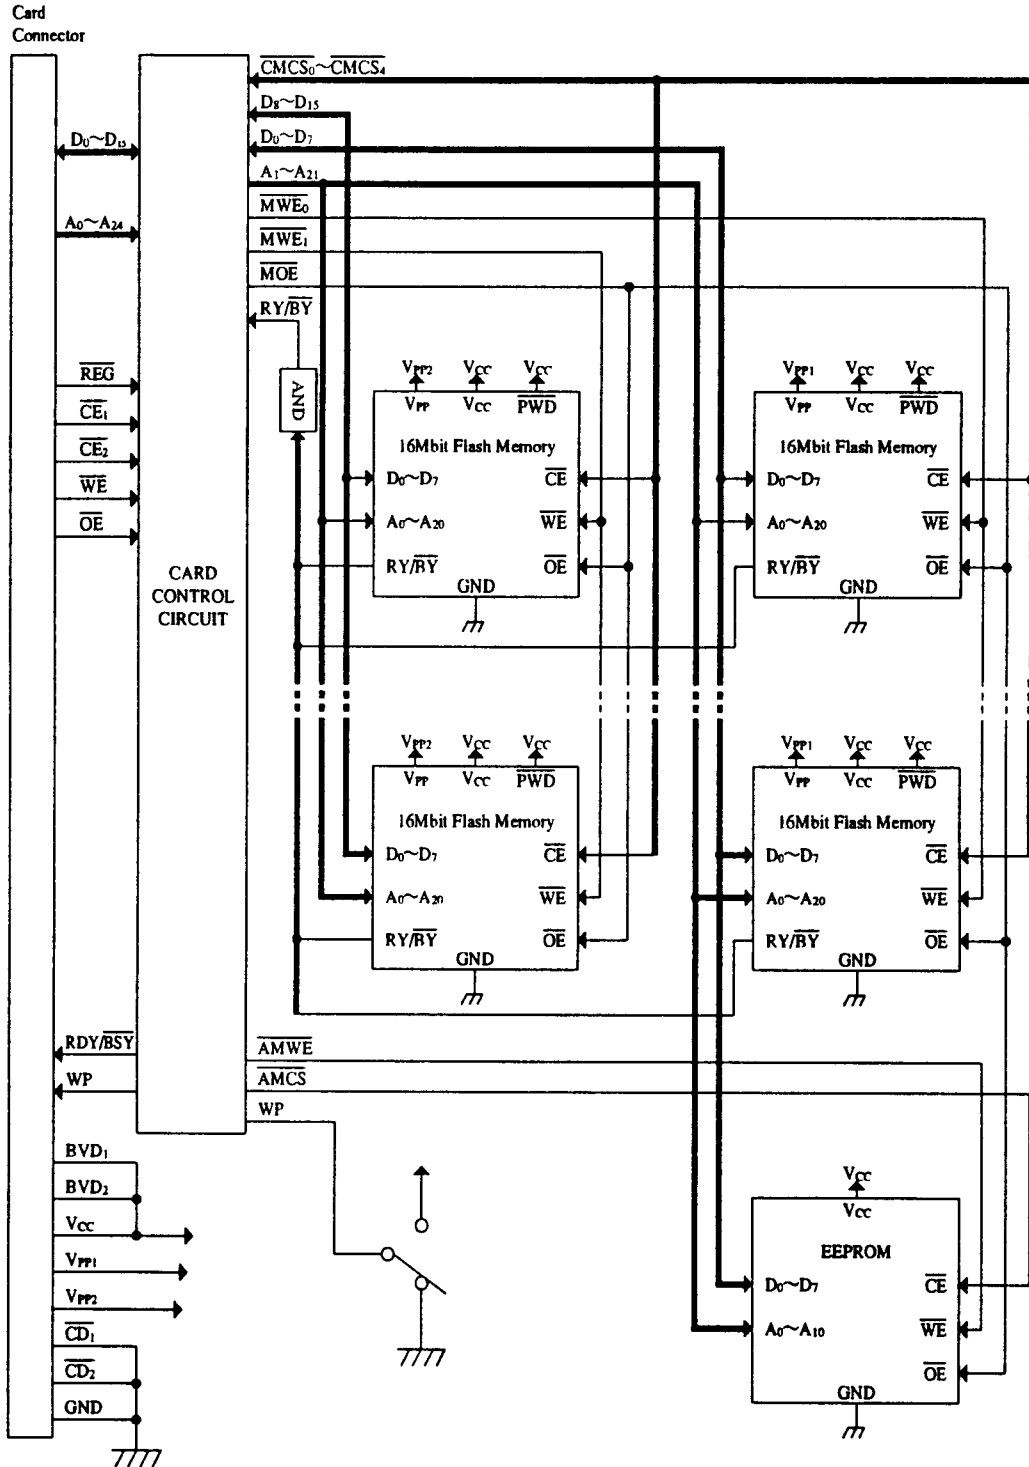 Card
Connector
CMCS0~CMCS4
D8~D15
D0~D7
D0~D15
A1~A21
MWE0
A0~A24
MWE1
MOE
RY/BY
REG
CE1
CE2
WE
OE
AND
CARD
CONTROL
CIRCUIT
VPP2 VCC VCC
VPP VCC PWD
16Mbit Flash Memory
D0~D7 CE
A0~A20 WE
RY/BY OE
GND
VPP1 VCC VCC
VPP VCC PWD
16Mbit Flash Memory
D0~D7 CE
A0~A20 WE
RY/BY OE
GND
VPP2 VCC VCC
VPP VCC PWD
16Mbit Flash Memory
D0~D7 CE
A0~A20 WE
RY/BY OE
GND
VPP1 VCC VCC
VPP VCC PWD
16Mbit Flash Memory
D0~D7 CE
A0~A20 WE
RY/BY OE
GND
RDY/BSY
WP
AMWE
AMCS
WP
BVD1
BVD2
VCC
VPP1
VPP2
CD1
CD2
GND
VCC
VCC
EEPROM
D0~D7 CE
A0~A10 WE
OE
GND